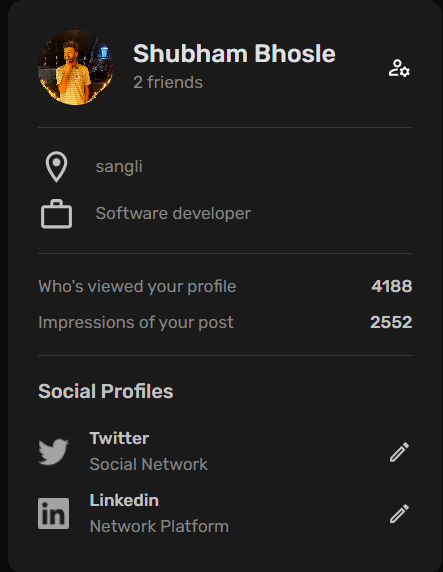 Shubham Bhosle
2 friends
sangli
Software developer
Who's viewed your profile 4188
Impressions of your post 2552
Social Profiles
Twitter
Social Network
in
Linkedin
Network Platform